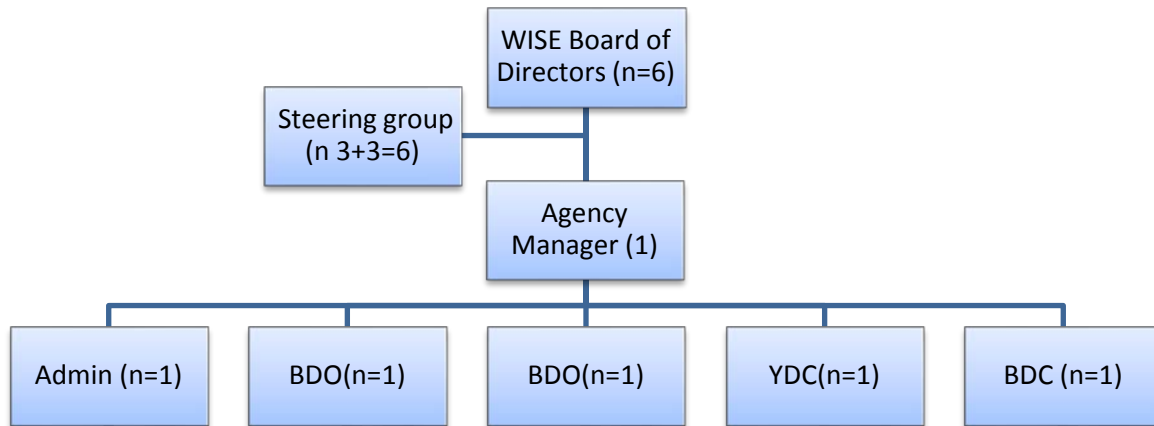 WISE Board of
Directors (n=6)
Steering group
(n 3+3=6)
Agency
Manager (1)
Admin (n=1)
BDO(n=1)
BDO(n=1)
YDC(n=1)
BDC (n=1)